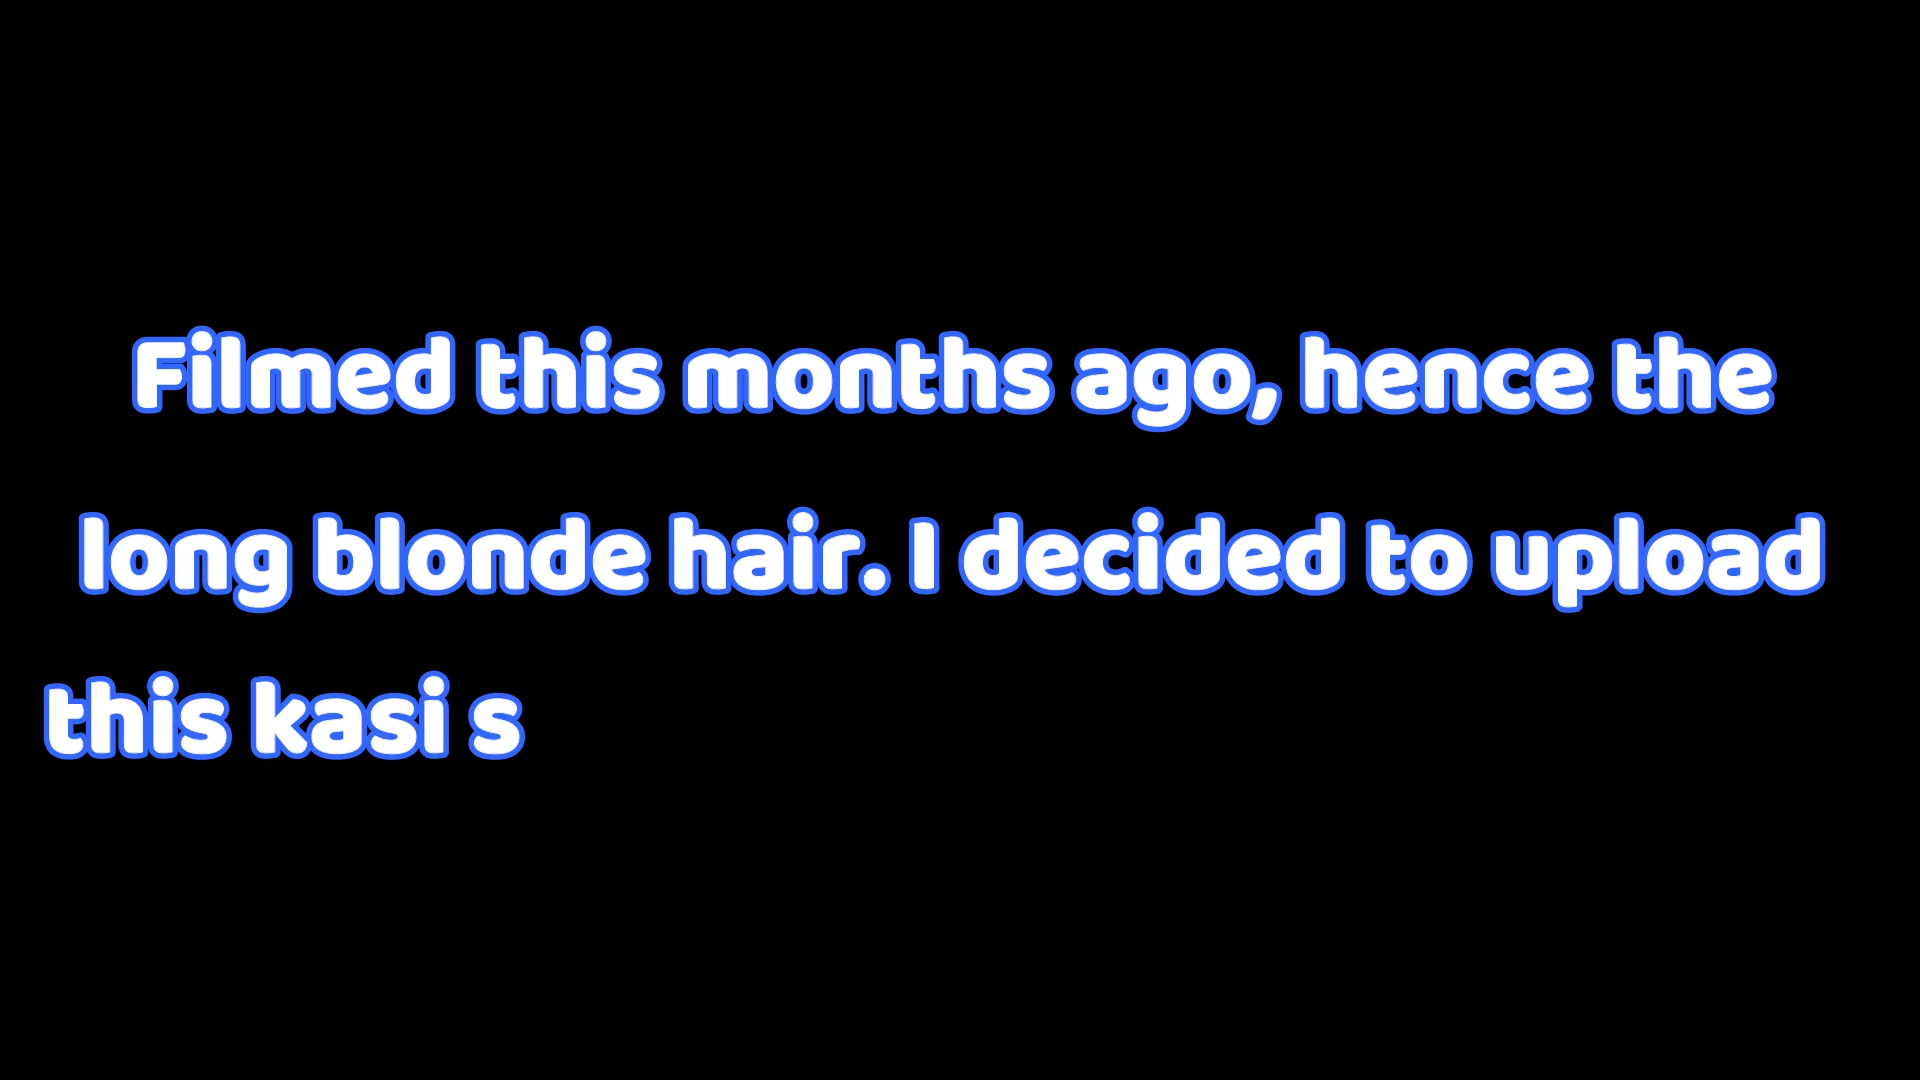 Filmed this months ago, hence the
long blonde hair. I decided to upload
this kasi s